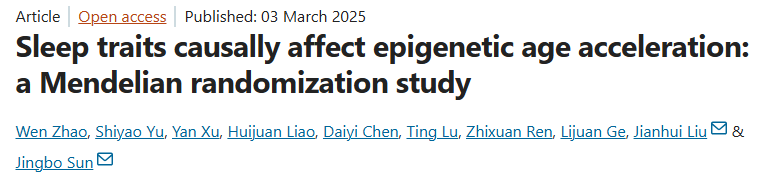 Article Open access Published: 03 March 2025
Sleep traits causally affect epigenetic age acceleration:
a Mendelian randomization study
Wen Zhao, Shiyao Yu, Yan Xu, Huijuan Liao, Daiyi Chen, Ting Lu, Zhixuan Ren, Lijuan Ge, Jianhui Liu &
Jingbo Sun